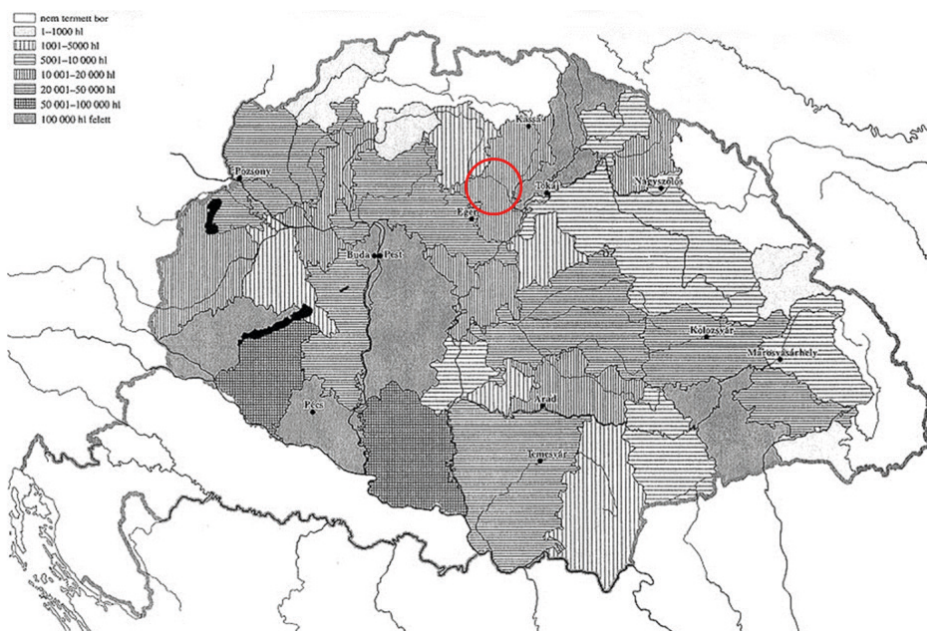 nem termett bor
1–1000 hl
1001–5000 hl
5001–10 000 hl
10 001–20 000 hl
20 001–50 000 hl
50 001–100 000 hl
100 000 hl felett
Kassa
Pozsony
Tokaj
Nagyszőlős
Eger
Buda Pest
Kolozsvár
Marosvásárhely
Arad
Pécs
Temesvár